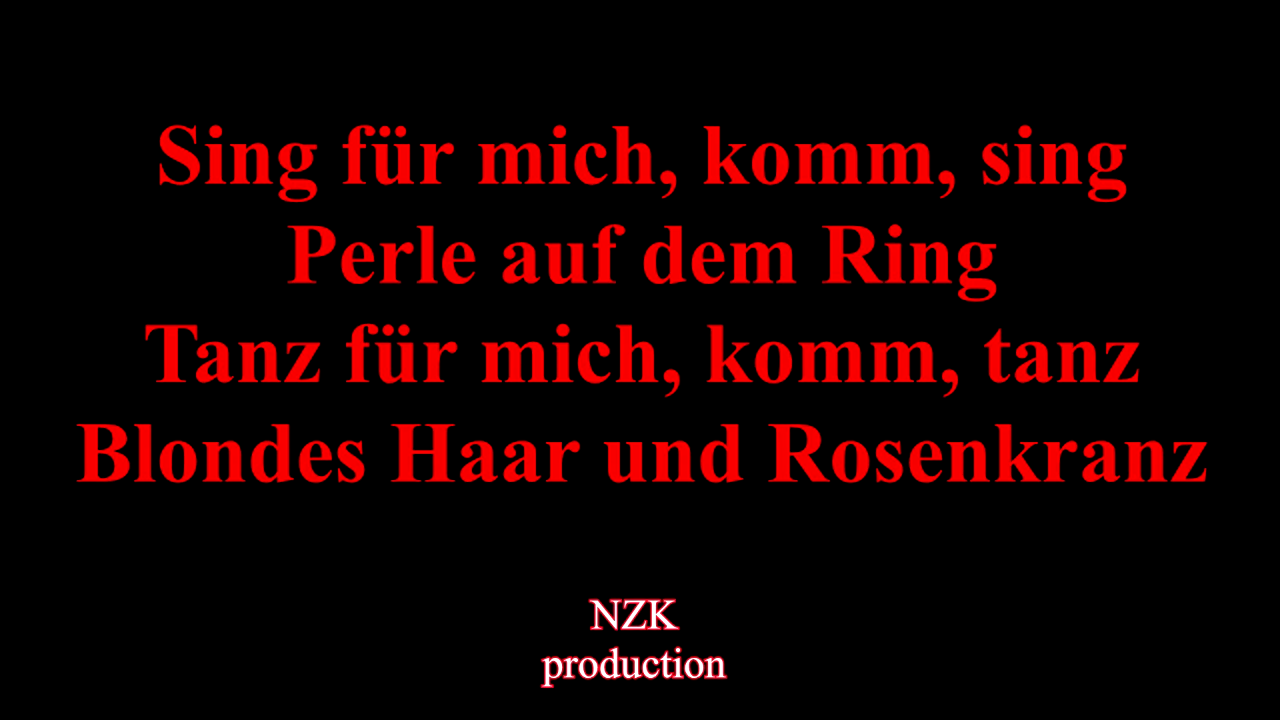 Sing für mich, komm, sing
Perle auf dem Ring
Tanz für mich, komm, tanz
Blondes Haar und Rosenkranz
NZK
production